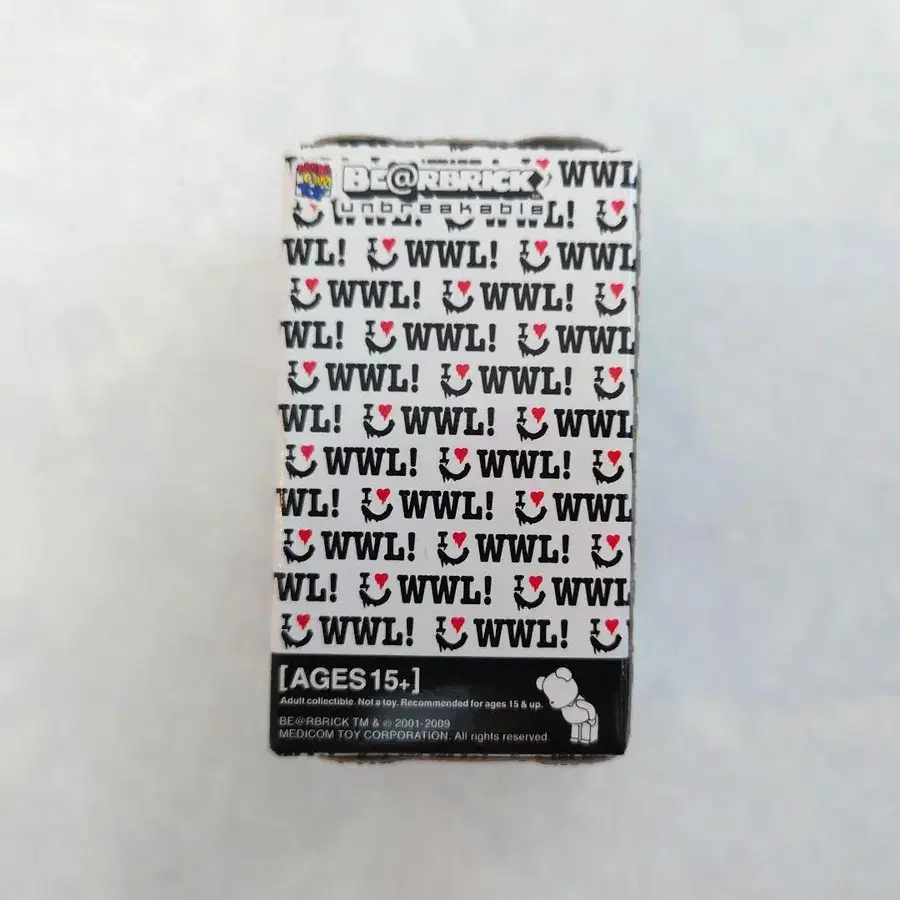 BE@RBRICK WWL
unbreakable L!
WL! I WWL! I WWL
I WWL! I WWL! I
WL! I WWL! I WWL
I WWL! I WWL! I
WL! I WWL! I WWL
I WWL! I WWL! I
WL! I WWL! I WWL
I WWL! I WWL! I
WL! I WWL! I WWL
I WWL! I WWL! I
[AGES 15+]
Adult collectible. Not a toy. Recommended for ages 15 & up.
BE@RBRICK TM & © 2001-2009
MEDICOM TOY CORPORATION. All rights reserved.